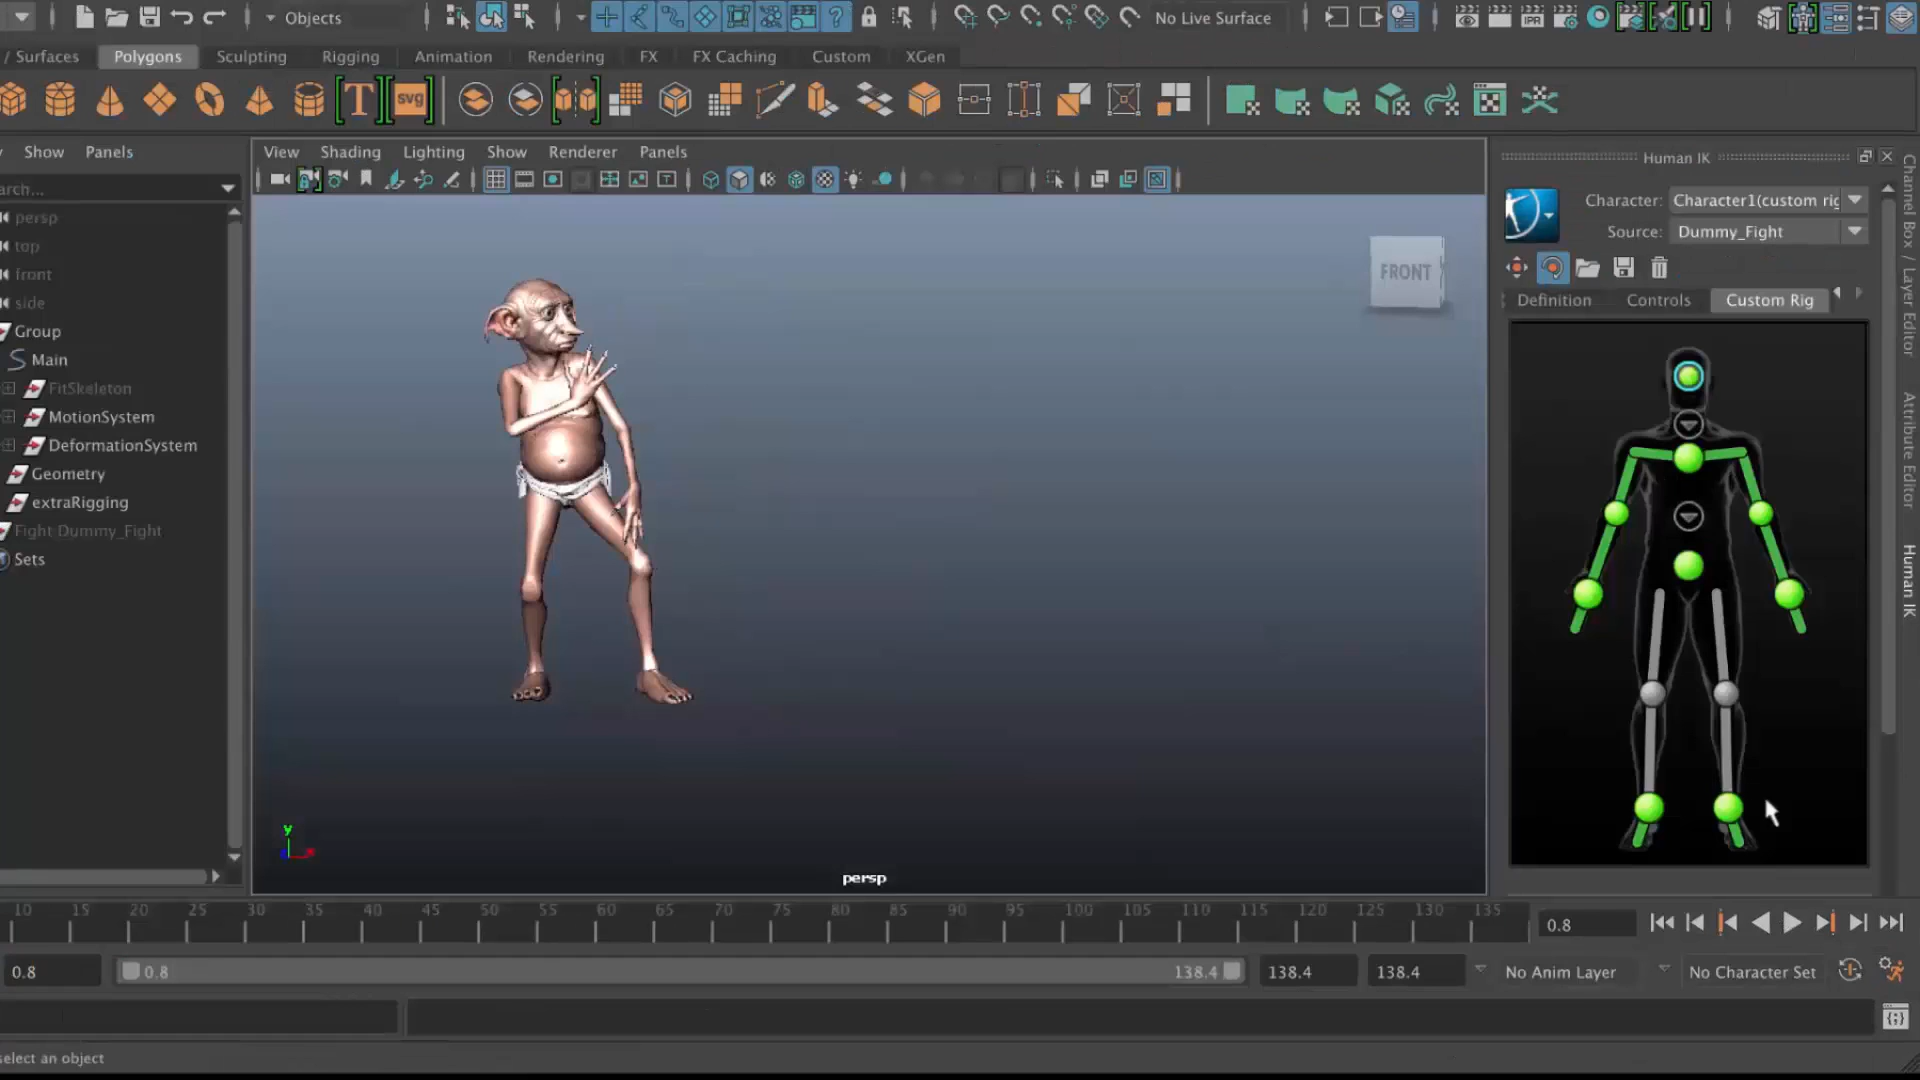 Objects
No Live Surface
IPR
/ Surfaces Polygons Sculpting Rigging Animation Rendering FX FX Caching Custom XGen
T svg
Show Panels
View Shading Lighting Show Renderer Panels
Human IK
arch...
persp
top
front
side
Group
Main
FitSkeleton
MotionSystem
DeformationSystem
Geometry
extraRigging
Fight:Dummy_Fight
Sets
FRONT
y
persp
Character: Character1(custom rig
Source: Dummy_Fight
Definition Controls Custom Rig
Channel Box / Layer Editor
Attribute Editor
Human IK
10 15 20 25 30 35 40 45 50 55 60 65 70 75 80 85 90 95 100 105 110 115 120 125 130 135
0.8
0.8 0.8 138.4 138.4 138.4 No Anim Layer No Character Set
select an object